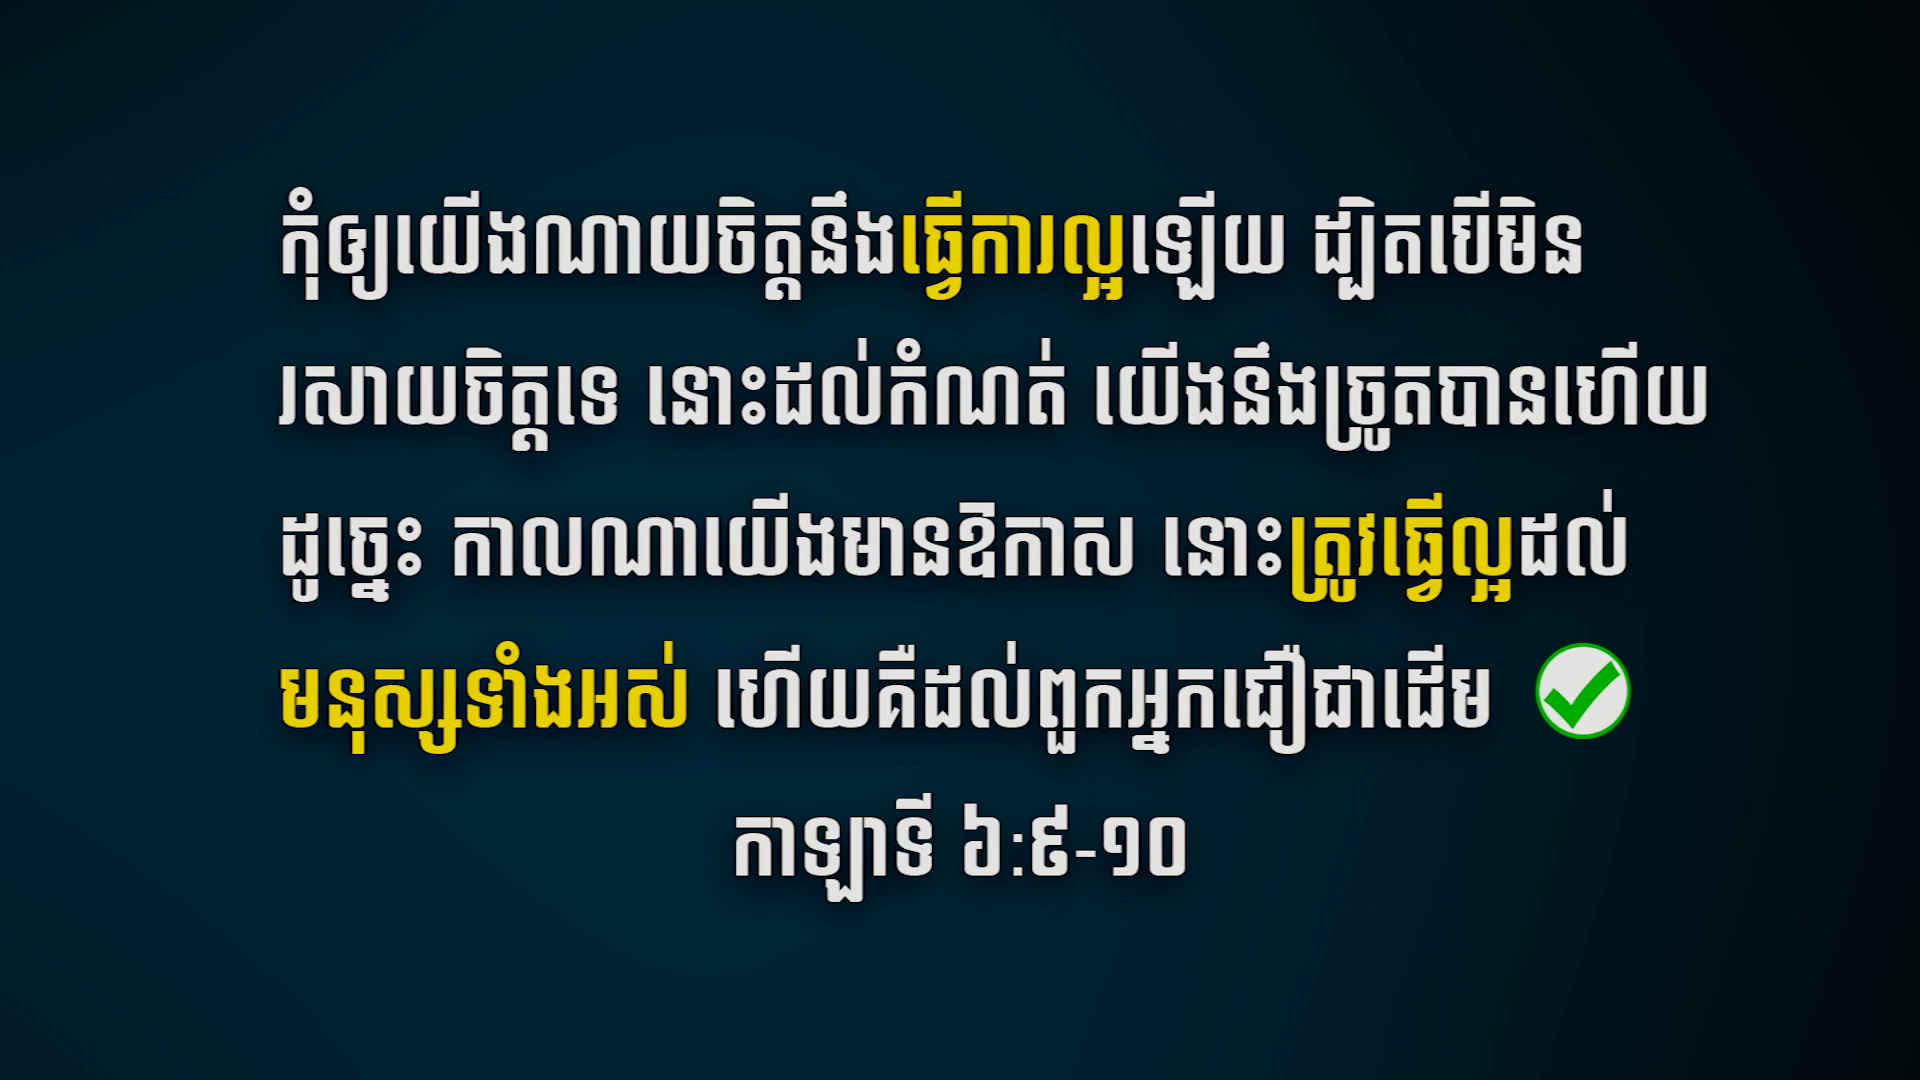 កុំឲ្យយើងណាយចិត្តនឹងធ្វើការល្អឡើយ ដ្បិតបើមិន
រសាយចិត្តទេ នោះដល់កំណត់ យើងនឹងច្រូតបានហើយ
ដូច្នេះ កាលណាយើងមានឱកាស នោះត្រូវធ្វើល្អដល់
មនុស្សទាំងអស់ ហើយគឺដល់ពួកអ្នកជឿជាដើម
កាឡាទី ៦:៩-១០